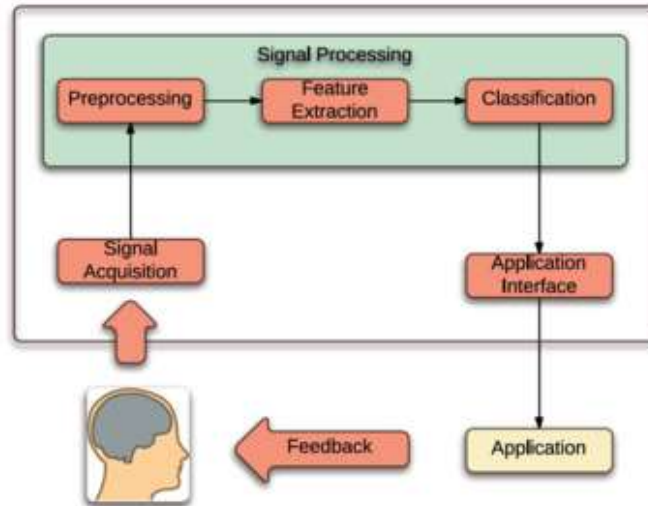 Signal Processing
Preprocessing
Feature
Extraction
Classification
Signal
Acquisition
Application
Interface
Feedback
Application